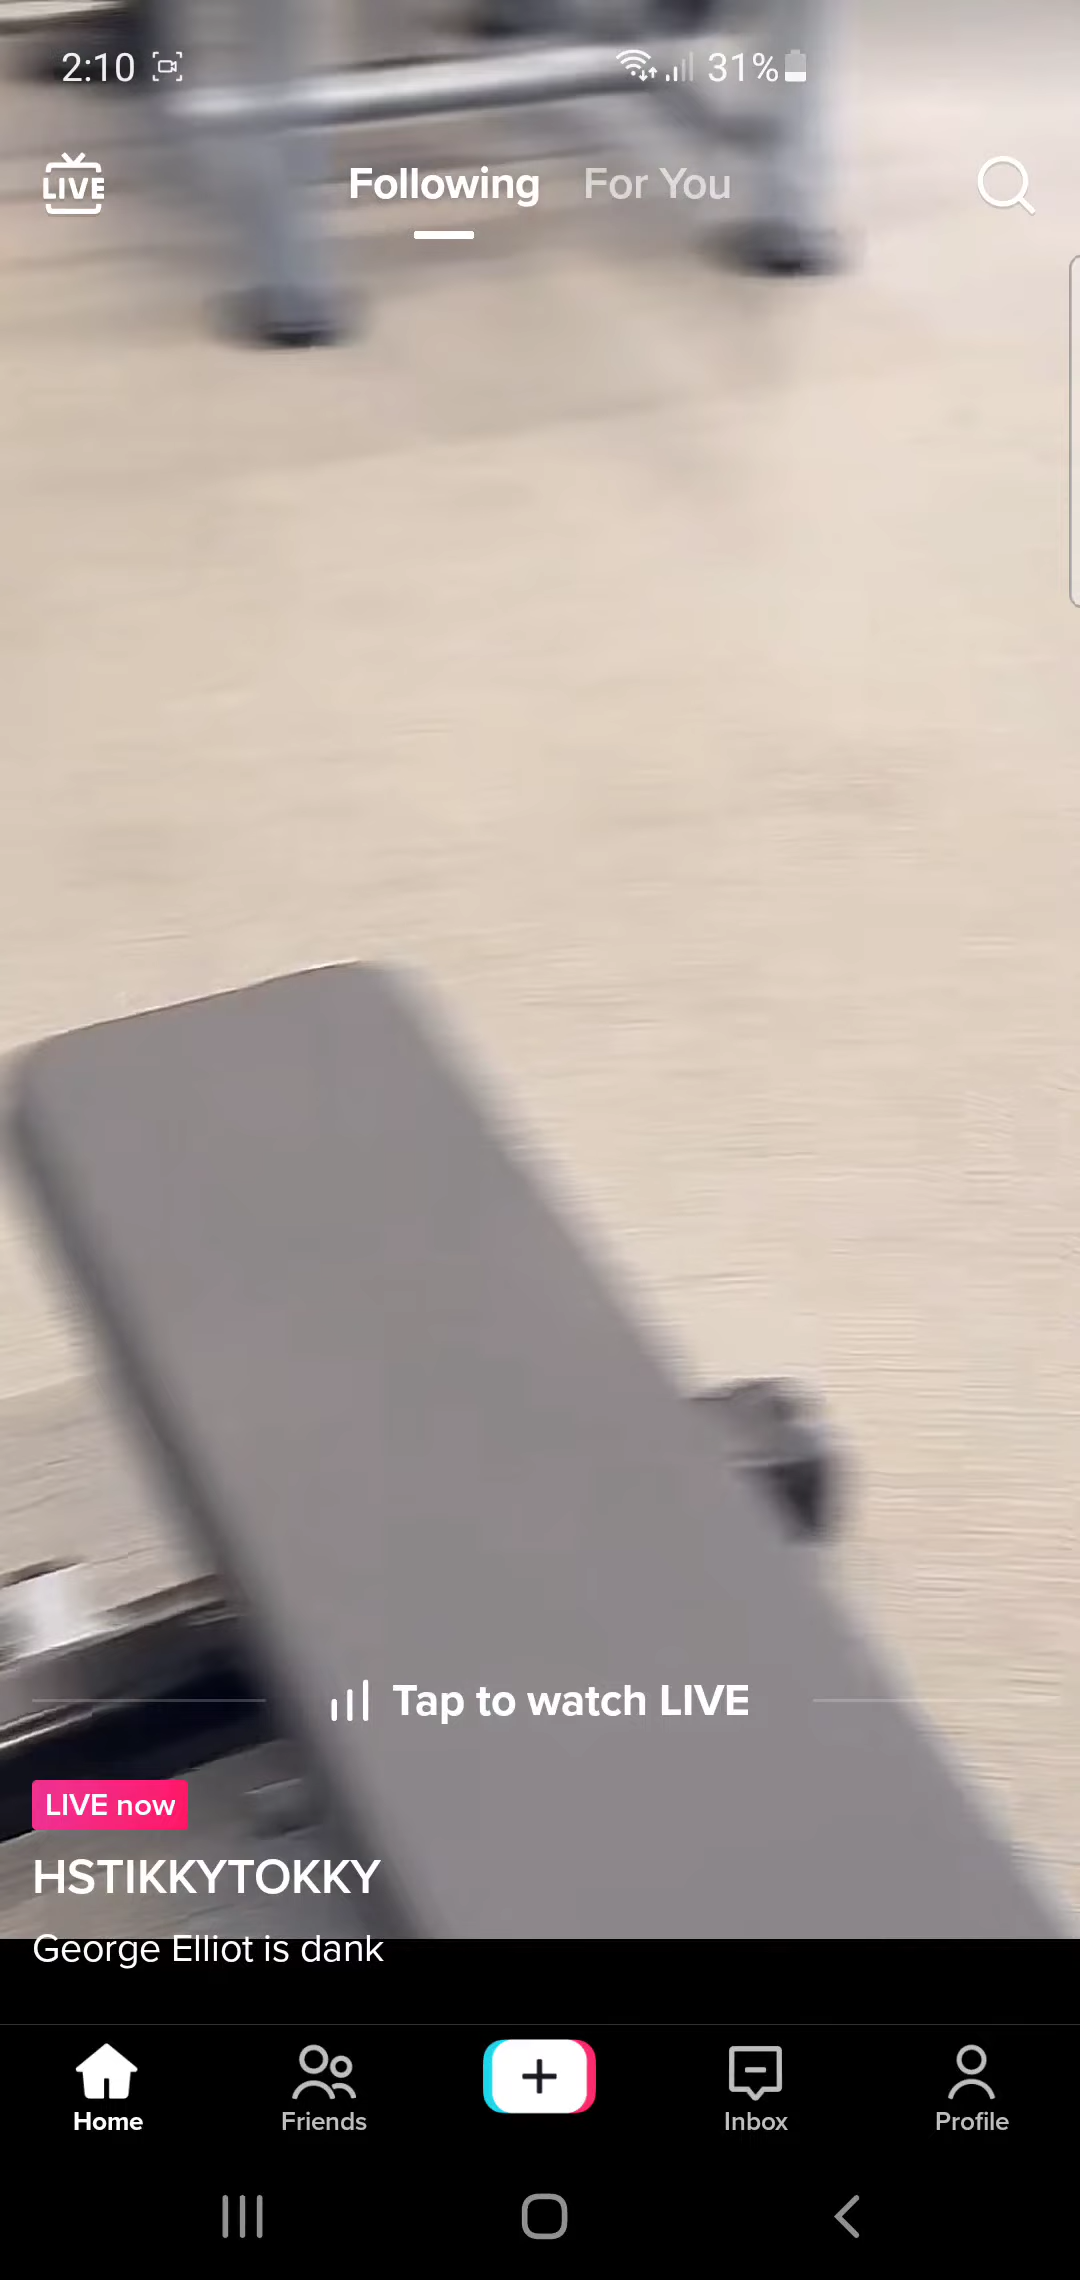 2:10 31%
LIVE Following For You
Tap to watch LIVE
LIVE now
HSTIKKYTOKKY
George Elliot is dank
Home Friends Inbox Profile